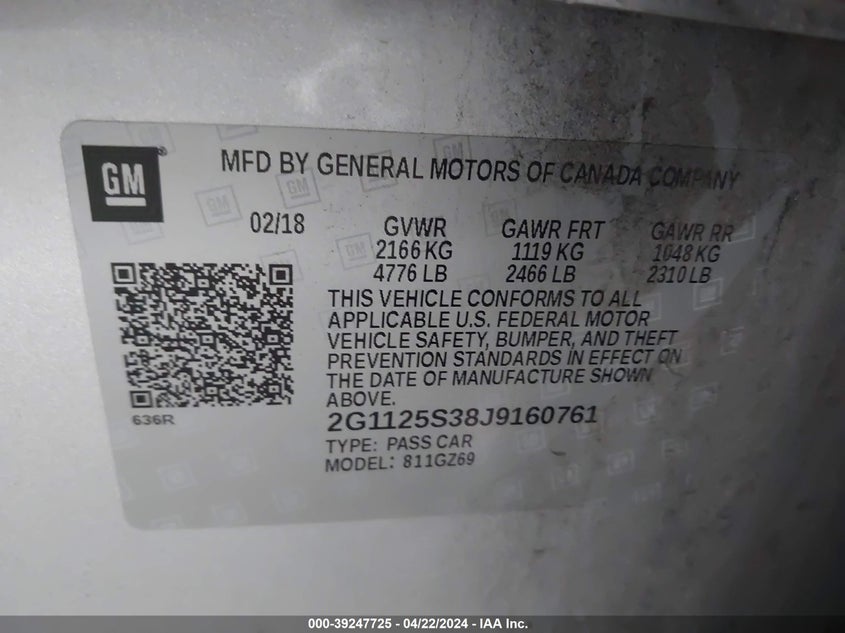 GM®
MFD BY GENERAL MOTORS OF CANADA COMPANY
02/18 GVWR GAWR FRT GAWR RR
2166 KG 1119 KG 1048 KG
4776 LB 2466 LB 2310 LB
THIS VEHICLE CONFORMS TO ALL
APPLICABLE U.S. FEDERAL MOTOR
VEHICLE SAFETY, BUMPER, AND THEFT
PREVENTION STANDARDS IN EFFECT ON
THE DATE OF MANUFACTURE SHOWN
ABOVE.
636R
2G1125S38J9160761
TYPE: PASS CAR
MODEL: 811GZ69
000-39247725 - 04/22/2024 - IAA Inc.